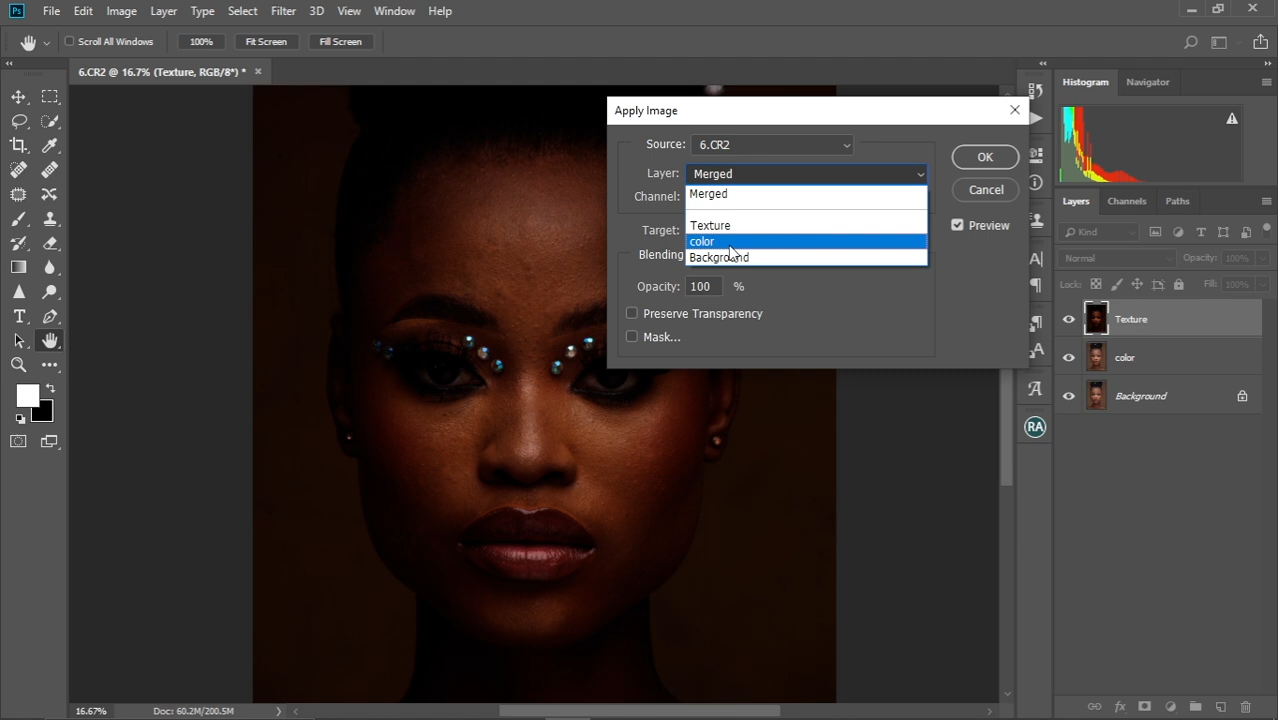 Ps File Edit Image Layer Type Select Filter 3D View Window Help
Scroll All Windows 100% Fit Screen Fill Screen
6.CR2 @ 16.7% (Texture, RGB/8*) * ×
Histogram Navigator
Apply Image
Source: 6.CR2
OK
Layer: Merged
Cancel
Merged
Channel:
Layers Channels Paths
Texture
Preview
Target:
Kind
color
Blending
Background
Normal Opacity: 100%
Opacity: 100 %
Locks: Fill: 100%
Preserve Transparency
Texture
Mask...
color
Background
RA
16.67% Doc: 60.2M/200.5M